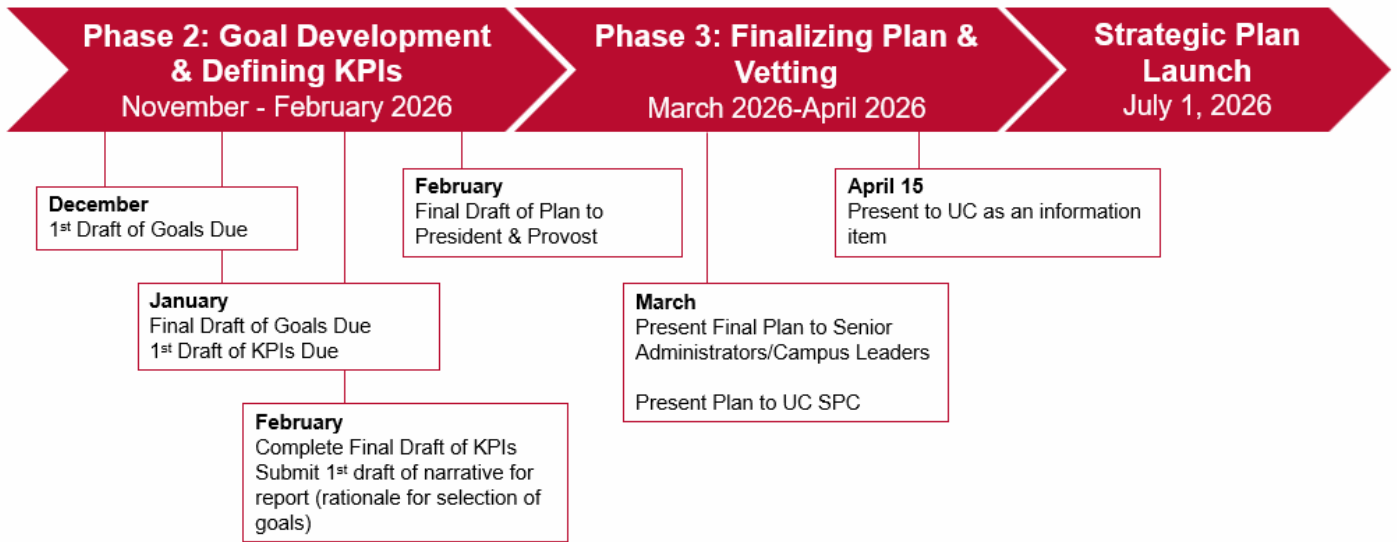 Phase 2: Goal Development
& Defining KPIs
November - February 2026
Phase 3: Finalizing Plan &
Vetting
March 2026-April 2026
Strategic Plan
Launch
July 1, 2026
December
1st Draft of Goals Due
January
Final Draft of Goals Due
1st Draft of KPIs Due
February
Complete Final Draft of KPIs
Submit 1st draft of narrative for
report (rationale for selection of
goals)
February
Final Draft of Plan to
President & Provost
March
Present Final Plan to Senior
Administrators/Campus Leaders
Present Plan to UC SPC
April 15
Present to UC as an information
item